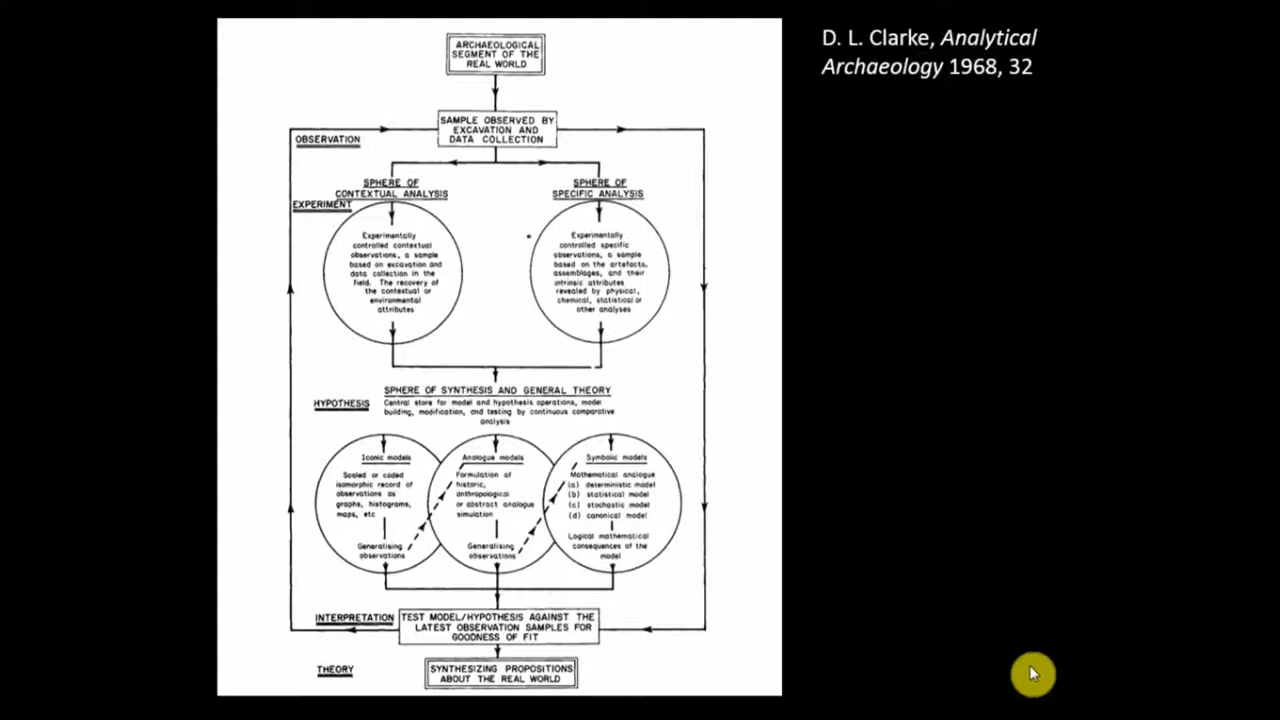 D. L. Clarke, Analytical
Archaeology 1968, 32
ARCHAEOLOGICAL
SEGMENT OF THE
REAL WORLD
SAMPLE OBSERVED BY
EXCAVATION AND
DATA COLLECTION
OBSERVATION
SPHERE OF
CONTEXTUAL ANALYSIS
SPHERE OF
SPECIFIC ANALYSIS
EXPERIMENT
Experimentally
controlled contextual
observations, a sample
based on excavation and
data collection in the
field. The recovery of
the contextual or
environmental
attributes
Experimentally
controlled specific
observations, a sample
based on the artefacts,
assemblages, and their
intrinsic attributes
revealed by physical,
chemical, statistical or
other analyses
SPHERE OF SYNTHESIS AND GENERAL THEORY
HYPOTHESIS
Central store for model and hypothesis operations, model
building, modification, and testing by continuous comparative
analysis
Iconic models
Scaled or coded
isomorphic record of
observations as
graphs, histograms,
maps, etc
Generalising
observations
Analogue models
Formulation of
historic,
anthropological
or abstract analogue
simulation
Generalising
observations
Symbolic models
Mathematical analogue
(a) deterministic model
(b) statistical model
(c) stochastic model
(d) canonical model
Logical mathematical
consequences of the
model
INTERPRETATION
TEST MODEL/HYPOTHESIS AGAINST THE
LATEST OBSERVATION SAMPLES FOR
GOODNESS OF FIT
THEORY
SYNTHESIZING PROPOSITIONS
ABOUT THE REAL WORLD